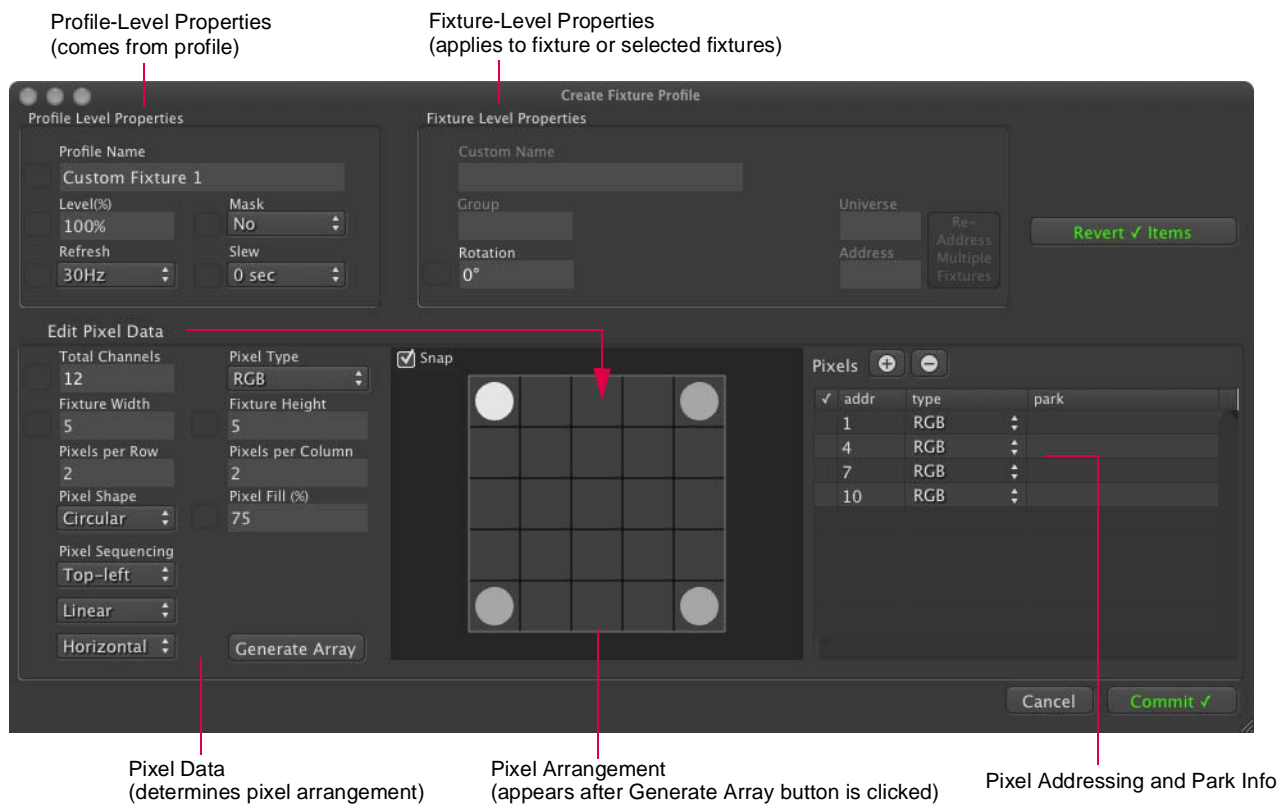 Profile-Level Properties
(comes from profile)
Fixture-Level Properties
(applies to fixture or selected fixtures)
Create Fixture Profile
Profile Level Properties
Profile Name
Custom Fixture 1
Level(%)
Mask
100%
No
Refresh
Slew
30Hz
0 sec
Fixture Level Properties
Custom Name
Group
Universe
Rotation
Address
0°
Re-
Address
Multiple
Fixtures
Revert ✓ Items
Edit Pixel Data
Total Channels
Pixel Type
12
RGB
Fixture Width
Fixture Height
5
5
Pixels per Row
Pixels per Column
2
2
Pixel Shape
Pixel Fill (%)
Circular
75
Pixel Sequencing
Top-left
Linear
Horizontal
Generate Array
✓ Snap
Pixels + −
✓ addr type park
1 RGB
4 RGB
7 RGB
10 RGB
Cancel
Commit ✓
Pixel Data
(determines pixel arrangement)
Pixel Arrangement
(appears after Generate Array button is clicked)
Pixel Addressing and Park Info